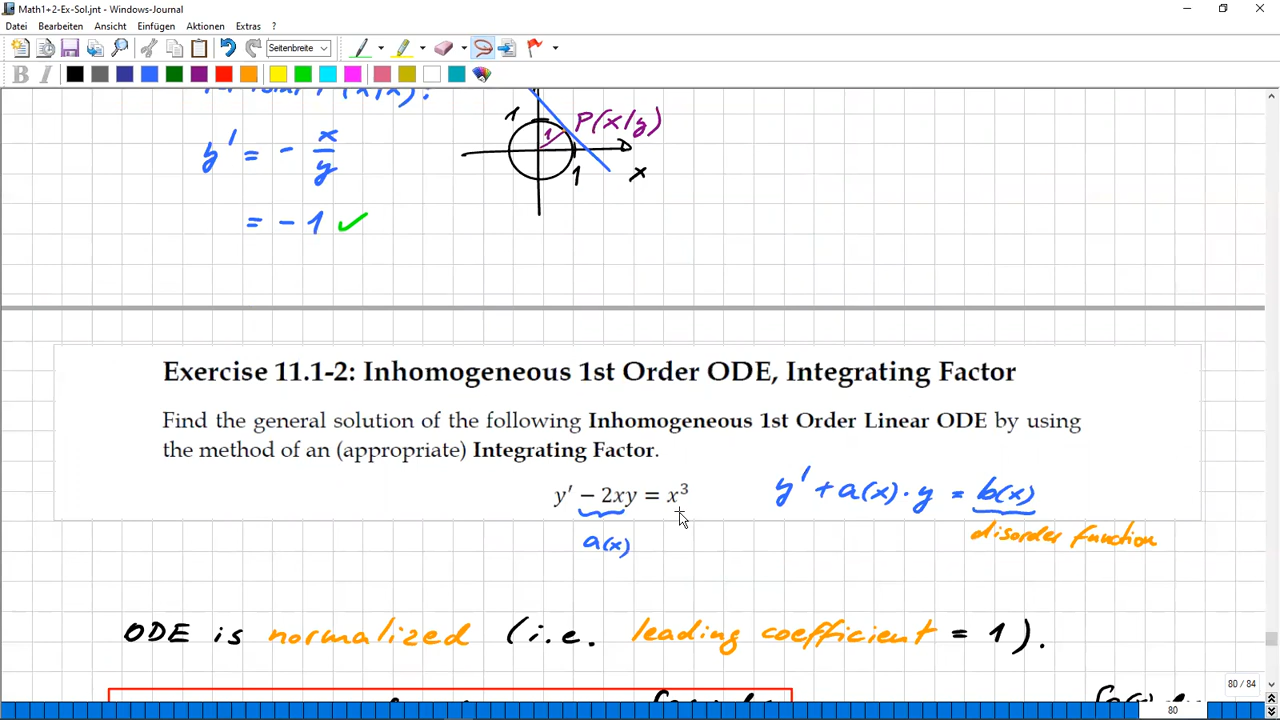 Math1+2-Ex-Sol.jnt - Windows-Journal
Datei Bearbeiten Ansicht Einfügen Aktionen Extras ?
Seitenbreite
B I
1 P(x/y)
y' = - x/y
1
1 x
= - 1 ✓
Exercise 11.1-2: Inhomogeneous 1st Order ODE, Integrating Factor
Find the general solution of the following Inhomogeneous 1st Order Linear ODE by using
the method of an (appropriate) Integrating Factor.
y′ − 2xy = x³ y' + a(x) · y = b(x)
a(x) disorder function
ODE is normalized (i.e. leading coefficient = 1).
80 / 84
80